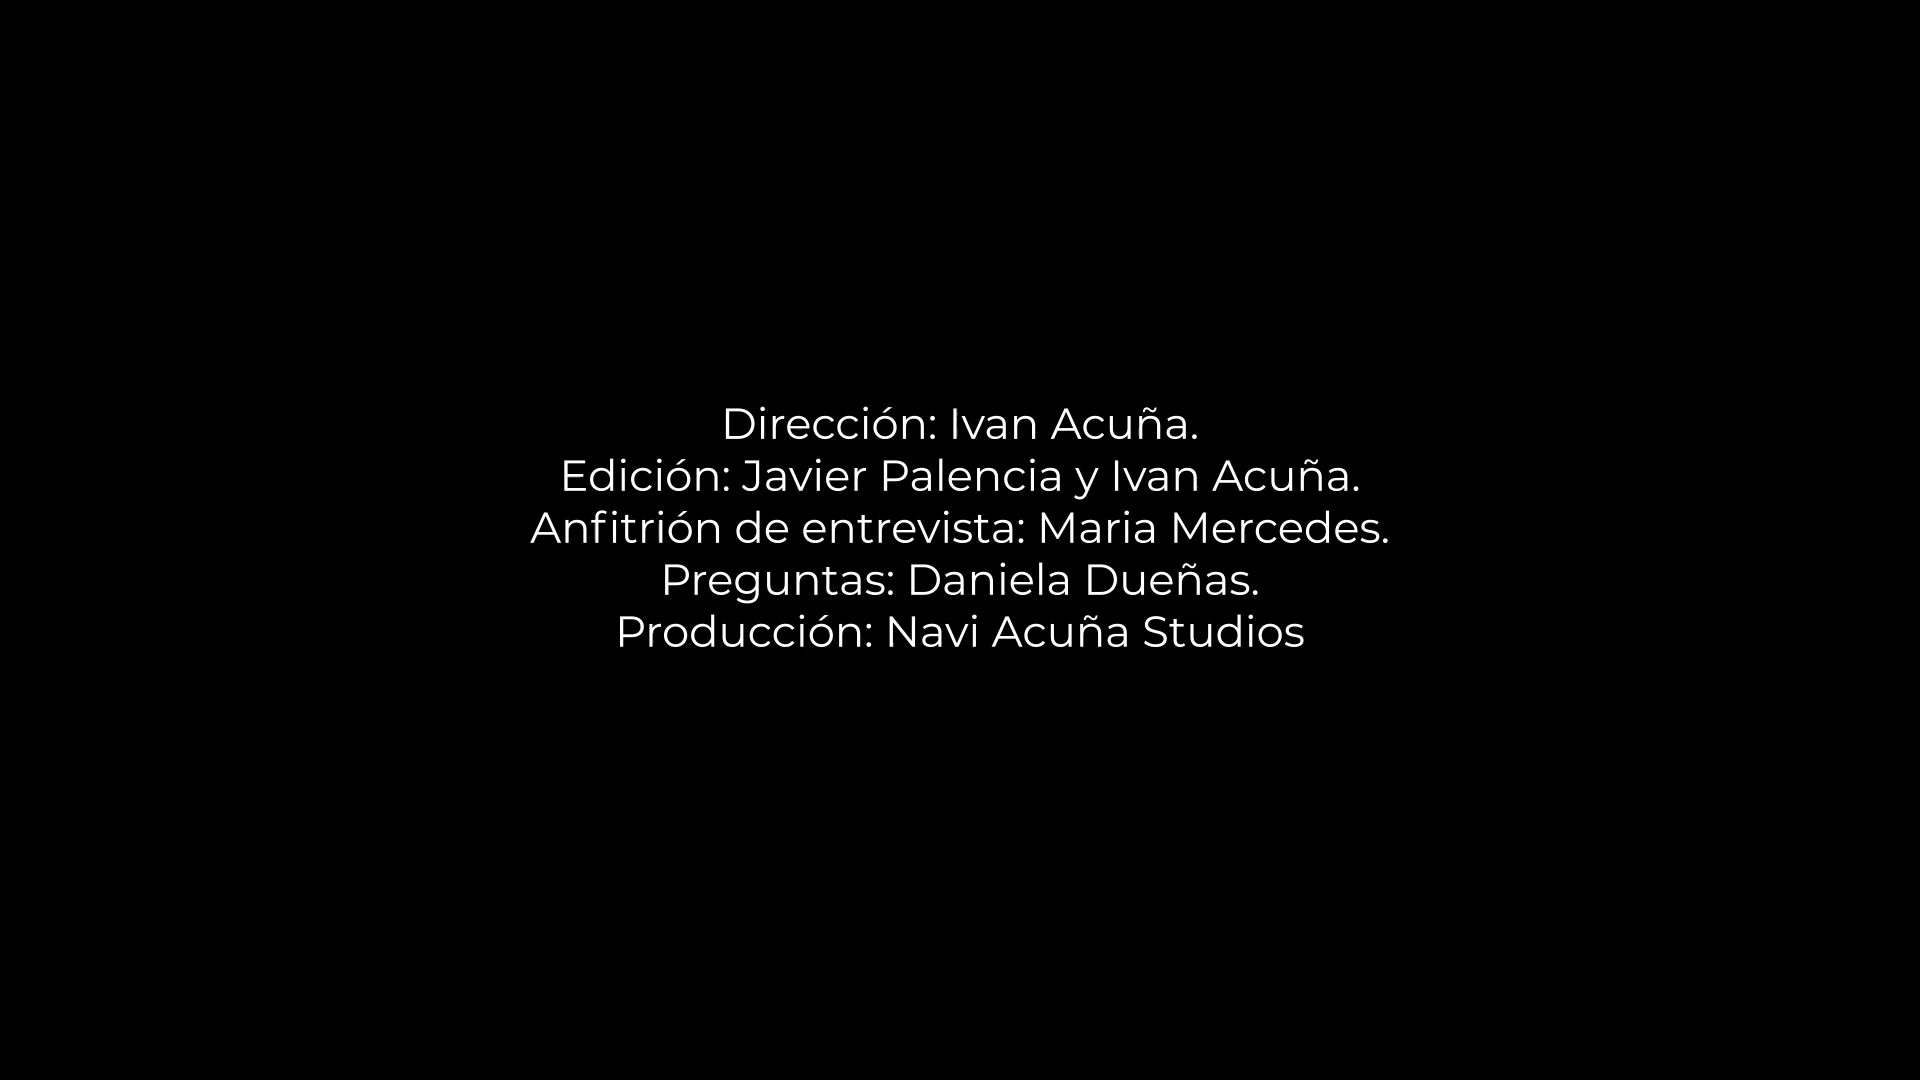 Dirección: Ivan Acuña.
Edición: Javier Palencia y Ivan Acuña.
Anfitrión de entrevista: Maria Mercedes.
Preguntas: Daniela Dueñas.
Producción: Navi Acuña Studios